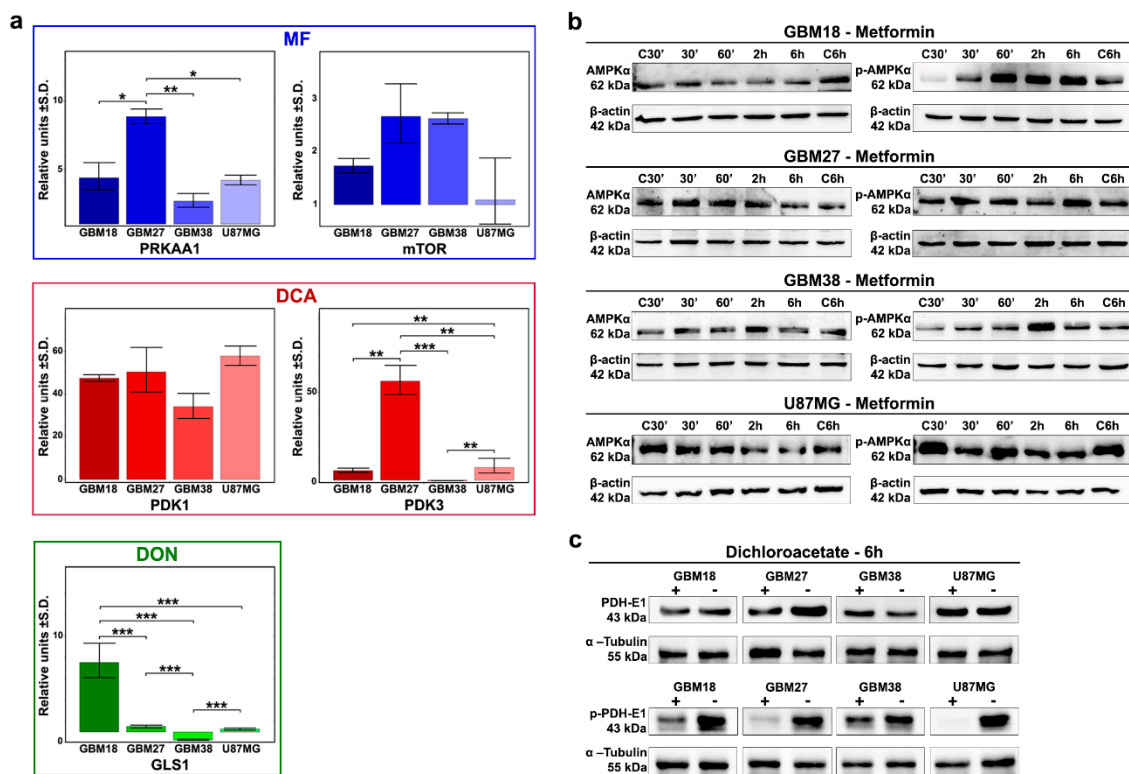 a
MF
Relative units ±S.D.
10
5
* ** *
GBM18 GBM27 GBM38 U87MG
PRKAA1
Relative units ±S.D.
3
2
1
GBM18 GBM27 GBM38 U87MG
mTOR
DCA
Relative units ±S.D.
60
40
20
0
GBM18 GBM27 GBM38 U87MG
PDK1
Relative units ±S.D.
50
0
**
**
** ***
**
GBM18 GBM27 GBM38 U87MG
PDK3
DON
Relative units ±S.D.
10
0
***
***
***
***
***
GBM18 GBM27 GBM38 U87MG
GLS1
b
GBM18 - Metformin
C30’ 30’ 60’ 2h 6h C6h
AMPKα
62 kDa
β-actin
42 kDa
C30’ 30’ 60’ 2h 6h C6h
p-AMPKα
62 kDa
β-actin
42 kDa
GBM27 - Metformin
C30’ 30’ 60’ 2h 6h C6h
AMPKα
62 kDa
β-actin
42 kDa
C30’ 30’ 60’ 2h 6h C6h
p-AMPKα
62 kDa
β-actin
42 kDa
GBM38 - Metformin
C30’ 30’ 60’ 2h 6h C6h
AMPKα
62 kDa
β-actin
42 kDa
C30’ 30’ 60’ 2h 6h C6h
p-AMPKα
62 kDa
β-actin
42 kDa
U87MG - Metformin
C30’ 30’ 60’ 2h 6h C6h
AMPKα
62 kDa
β-actin
42 kDa
C30’ 30’ 60’ 2h 6h C6h
p-AMPKα
62 kDa
β-actin
42 kDa
c
Dichloroacetate - 6h
GBM18 GBM27 GBM38 U87MG
+ - + - + - + -
PDH-E1
43 kDa
α –Tubulin
55 kDa
GBM18 GBM27 GBM38 U87MG
+ - + - + - + -
p-PDH-E1
43 kDa
α –Tubulin
55 kDa